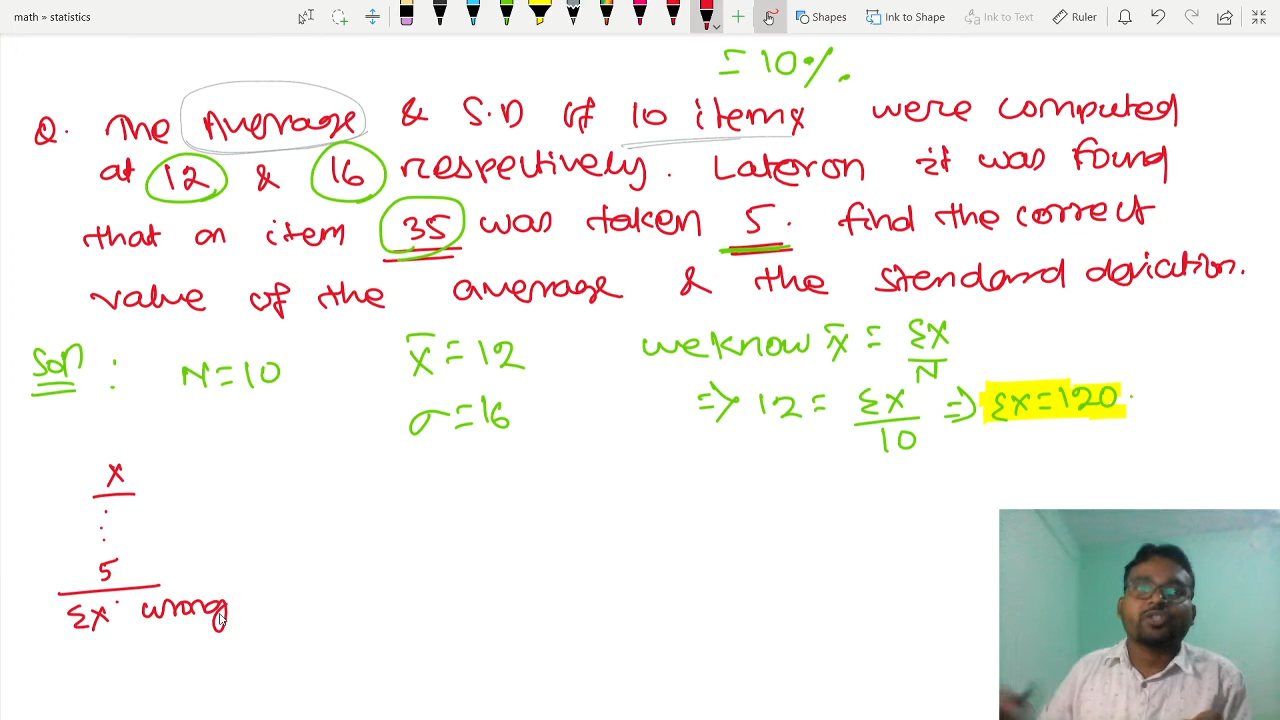 math » statistics
Shapes Ink to Shape Ink to Text Ruler
= 10%.
Q. The Average & S.D of 10 items were computed
at 12 & 16 respectively. Lateron it was found
that an item 35 was taken 5. find the correct
value of the average & the standard deviation.
Soln : N=10 x̄ = 12 we know x̄ = Σx/N
σ = 16 => 12 = Σx/10 => Σx = 120.
x
:
5
Σx wrong